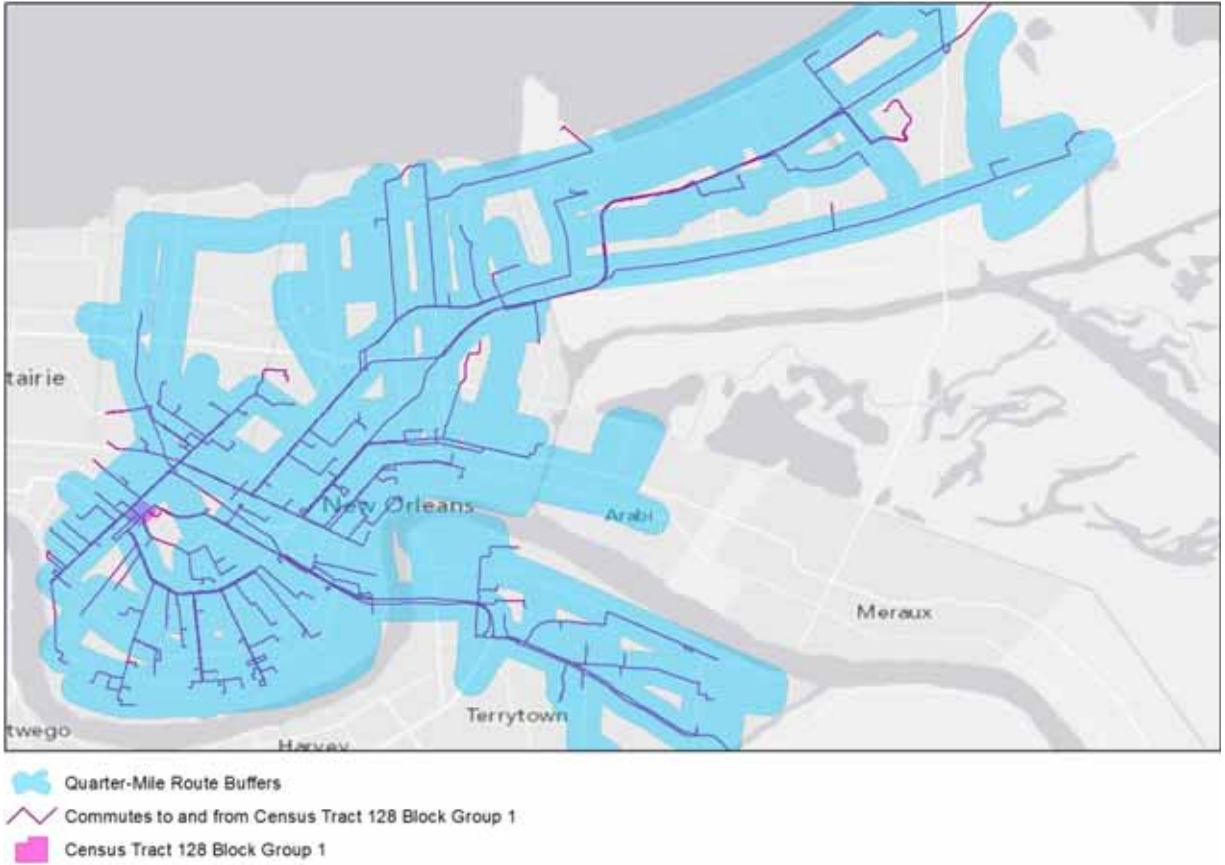 tairie
New Orleans
Arabi
Meraux
Terrytown
twego
Harvey
Quarter-Mile Route Buffers
Commutes to and from Census Tract 128 Block Group 1
Census Tract 128 Block Group 1